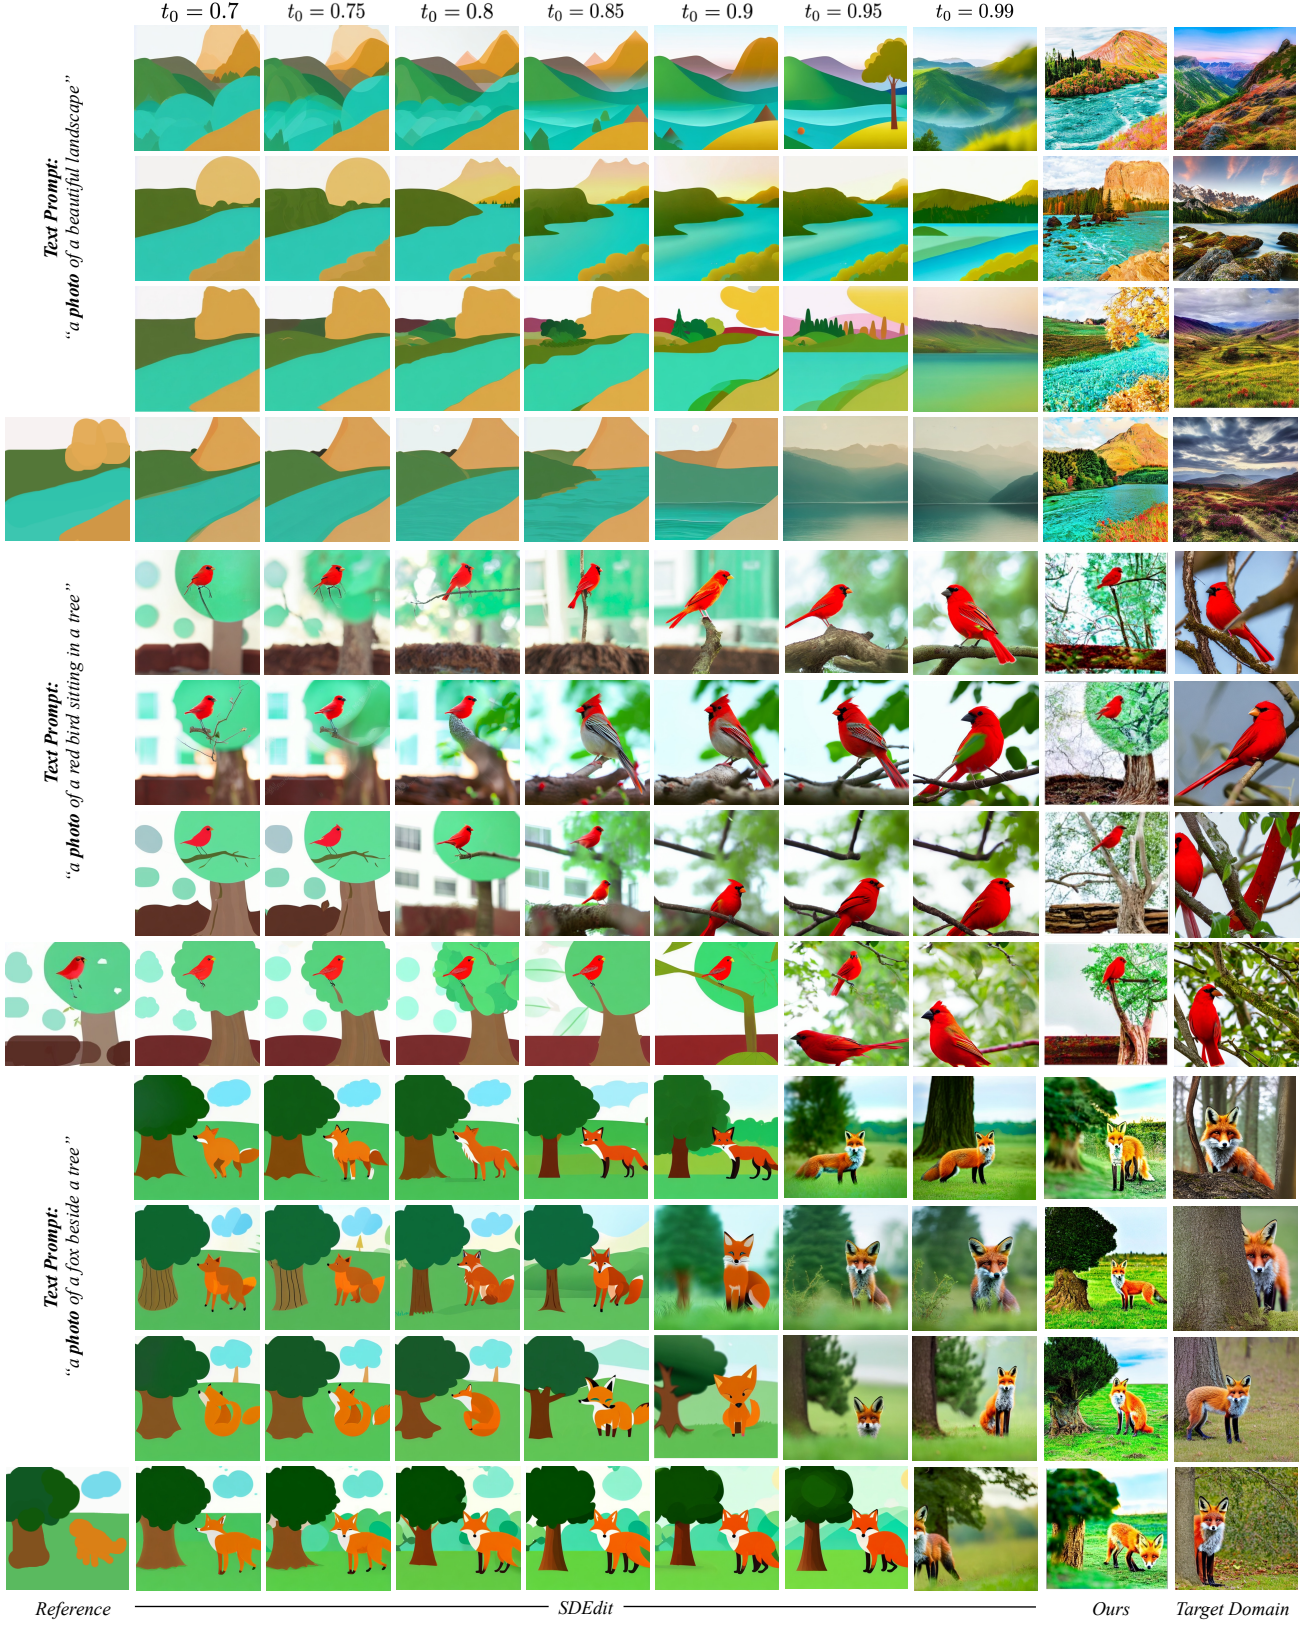 t₀ = 0.7 t₀ = 0.75 t₀ = 0.8 t₀ = 0.85 t₀ = 0.9 t₀ = 0.95 t₀ = 0.99
Text Prompt:
“a photo of a beautiful landscape”
Text Prompt:
“a photo of a red bird sitting in a tree”
Text Prompt:
“a photo of a fox beside a tree”
Reference SDEdit Ours Target Domain